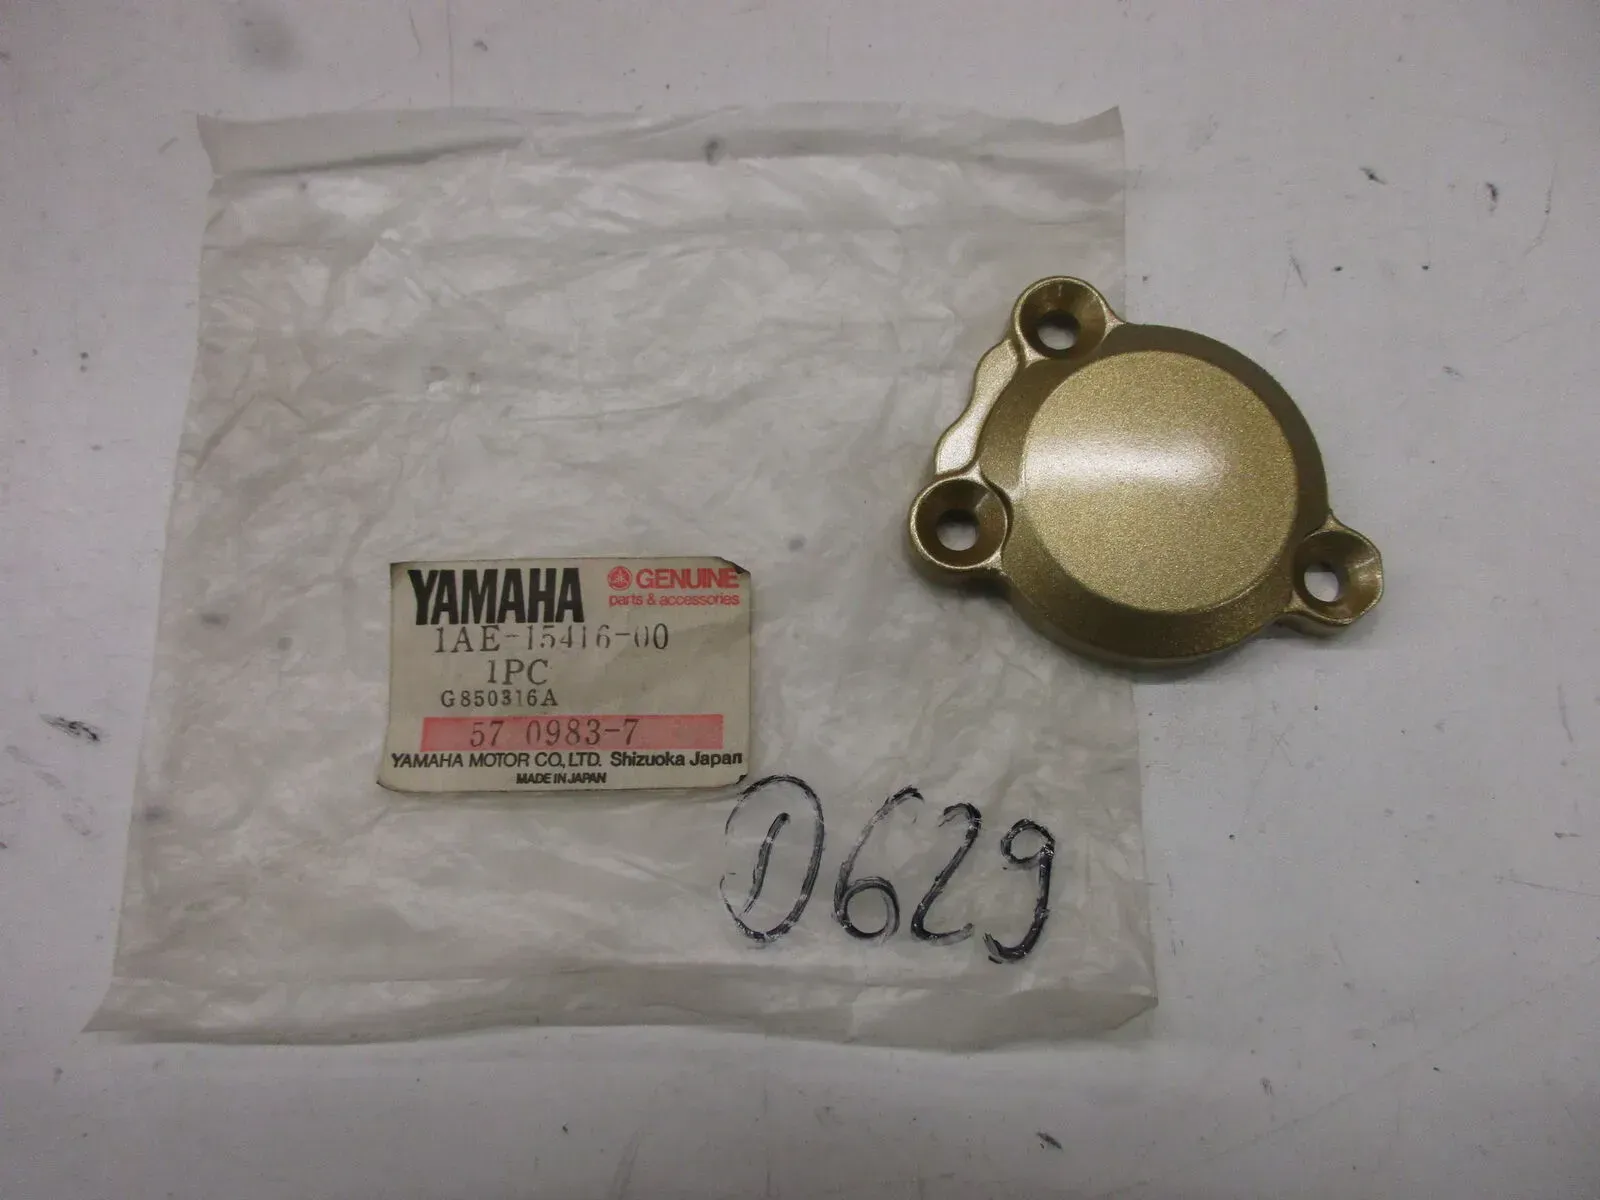 YAMAHA GENUINE
parts & accessories
1AE-15416-00
1PC
G850316A
57 0983-7
YAMAHA MOTOR CO., LTD. Shizuoka Japan
MADE IN JAPAN
D629